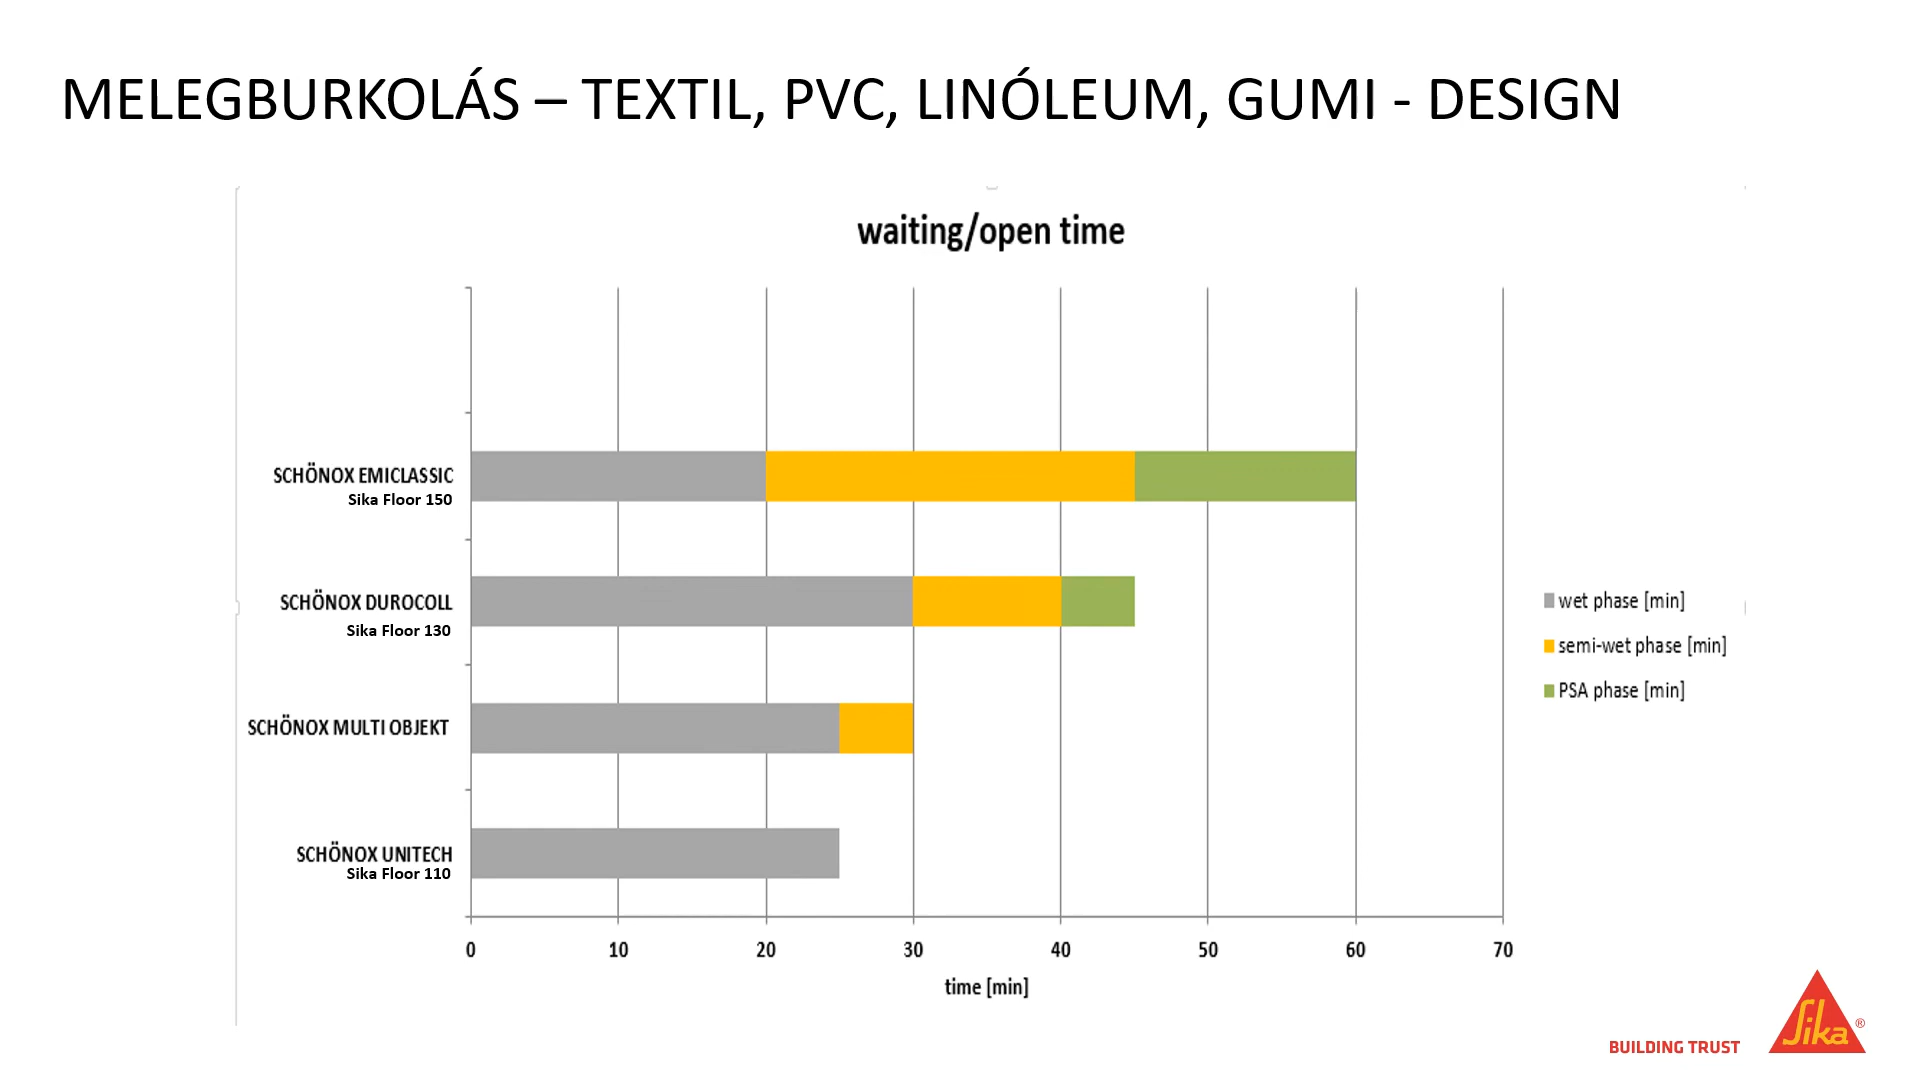 MELEGBURKOLÁS – TEXTIL, PVC, LINÓLEUM, GUMI - DESIGN
waiting/open time
SCHÖNOX EMICLASSIC
Sika Floor 150
SCHÖNOX DUROCOLL
Sika Floor 130
SCHÖNOX MULTI OBJEKT
SCHÖNOX UNITECH
Sika Floor 110
wet phase [min]
semi-wet phase [min]
PSA phase [min]
0 10 20 30 40 50 60 70
time [min]
BUILDING TRUST
Sika®